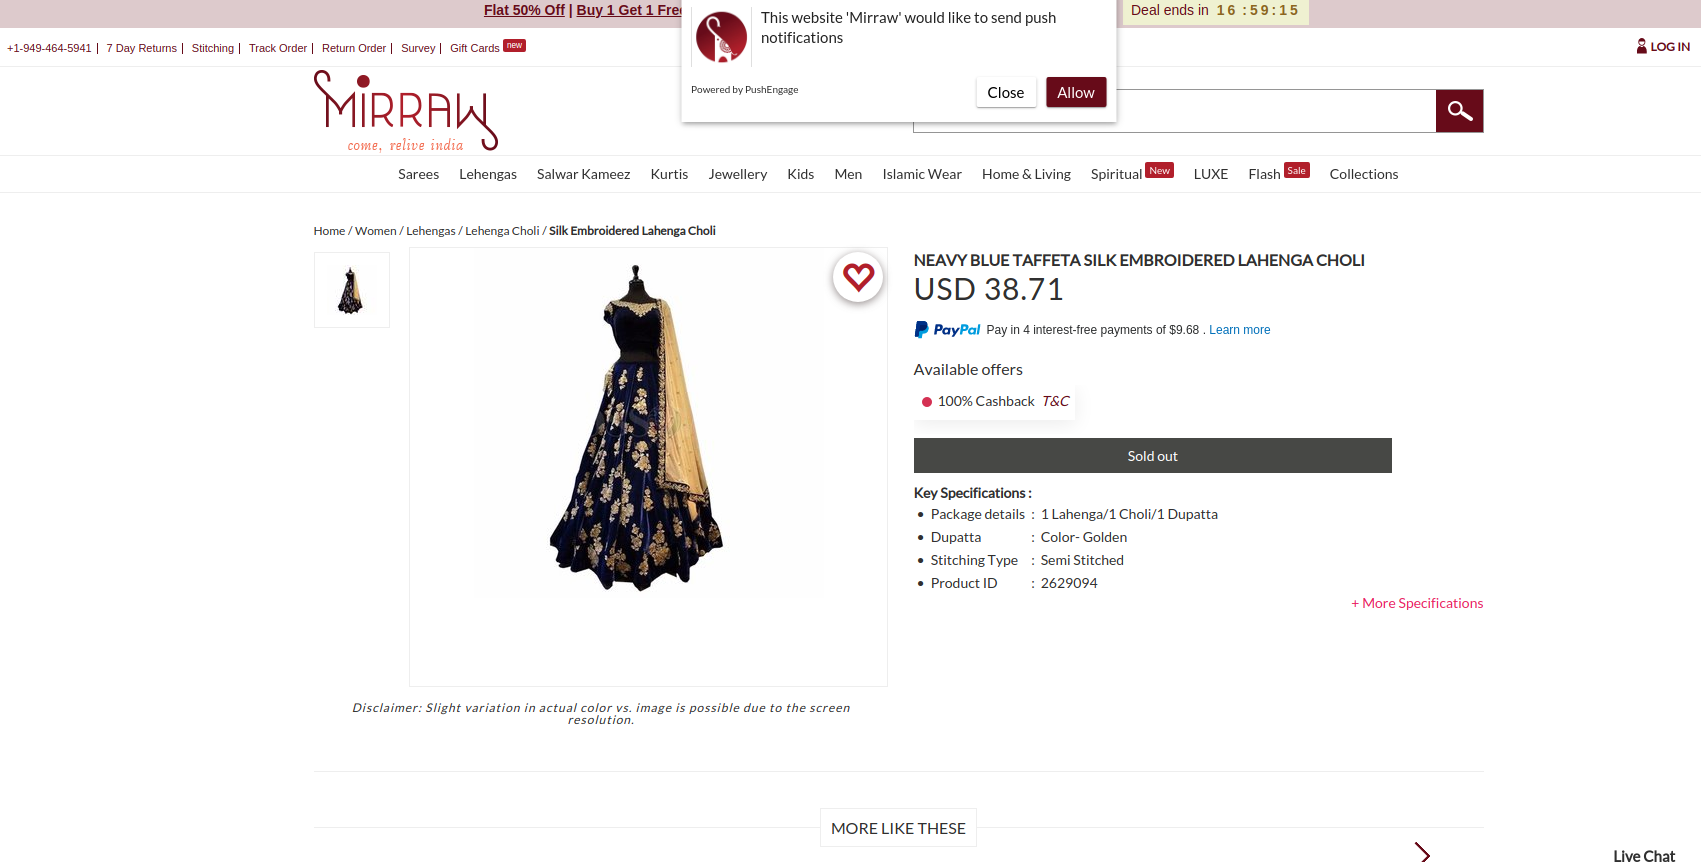 Flat 50% Off | Buy 1 Get 1 Free
Deal ends in 16 :59:15
This website 'Mirraw' would like to send push
notifications
Powered by PushEngage
Close
Allow
+1-949-464-5941 | 7 Day Returns | Stitching | Track Order | Return Order | Survey | Gift Cards new
LOG IN
MIRRAW
come, relive india
Sarees Lehengas Salwar Kameez Kurtis Jewellery Kids Men Islamic Wear Home & Living Spiritual New LUXE Flash Sale Collections
Home / Women / Lehengas / Lehenga Choli / Silk Embroidered Lahenga Choli
NEAVY BLUE TAFFETA SILK EMBROIDERED LAHENGA CHOLI
USD 38.71
PayPal Pay in 4 interest-free payments of $9.68 . Learn more
Available offers
100% Cashback T&C
Sold out
Key Specifications :
• Package details : 1 Lahenga/1 Choli/1 Dupatta
• Dupatta : Color- Golden
• Stitching Type : Semi Stitched
• Product ID : 2629094
+ More Specifications
Disclaimer: Slight variation in actual color vs. image is possible due to the screen
resolution.
MORE LIKE THESE
Live Chat